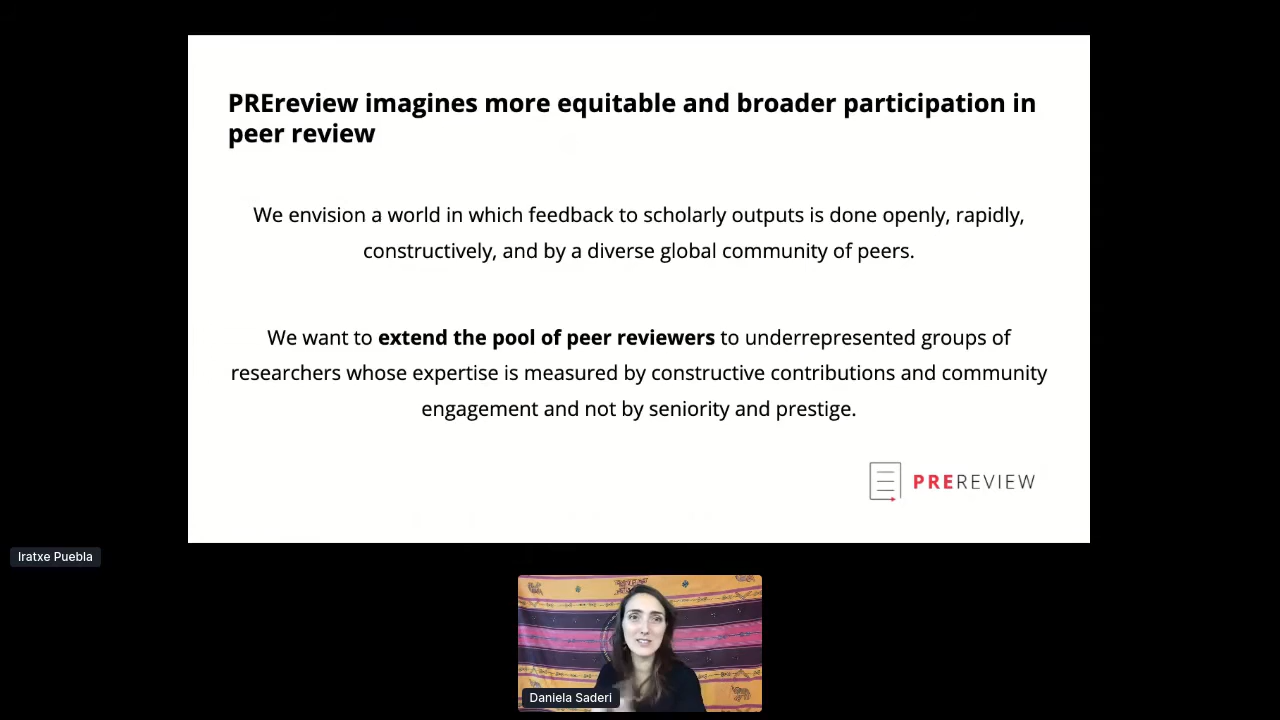 PREreview imagines more equitable and broader participation in
peer review
We envision a world in which feedback to scholarly outputs is done openly, rapidly,
constructively, and by a diverse global community of peers.
We want to extend the pool of peer reviewers to underrepresented groups of
researchers whose expertise is measured by constructive contributions and community
engagement and not by seniority and prestige.
PREREVIEW
Iratxe Puebla
Daniela Saderi